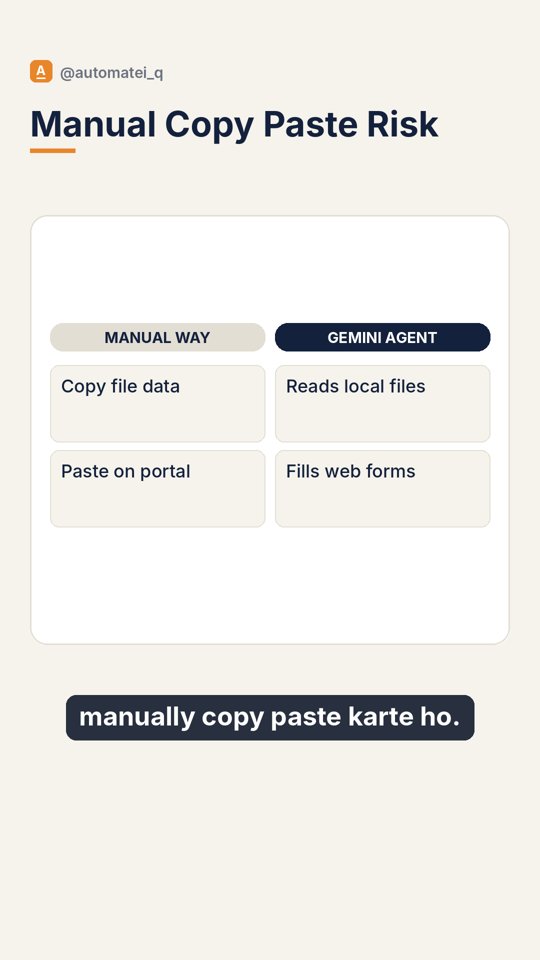 A @automatei_q
Manual Copy Paste Risk
MANUAL WAY
GEMINI AGENT
Copy file data
Reads local files
Paste on portal
Fills web forms
manually copy paste karte ho.